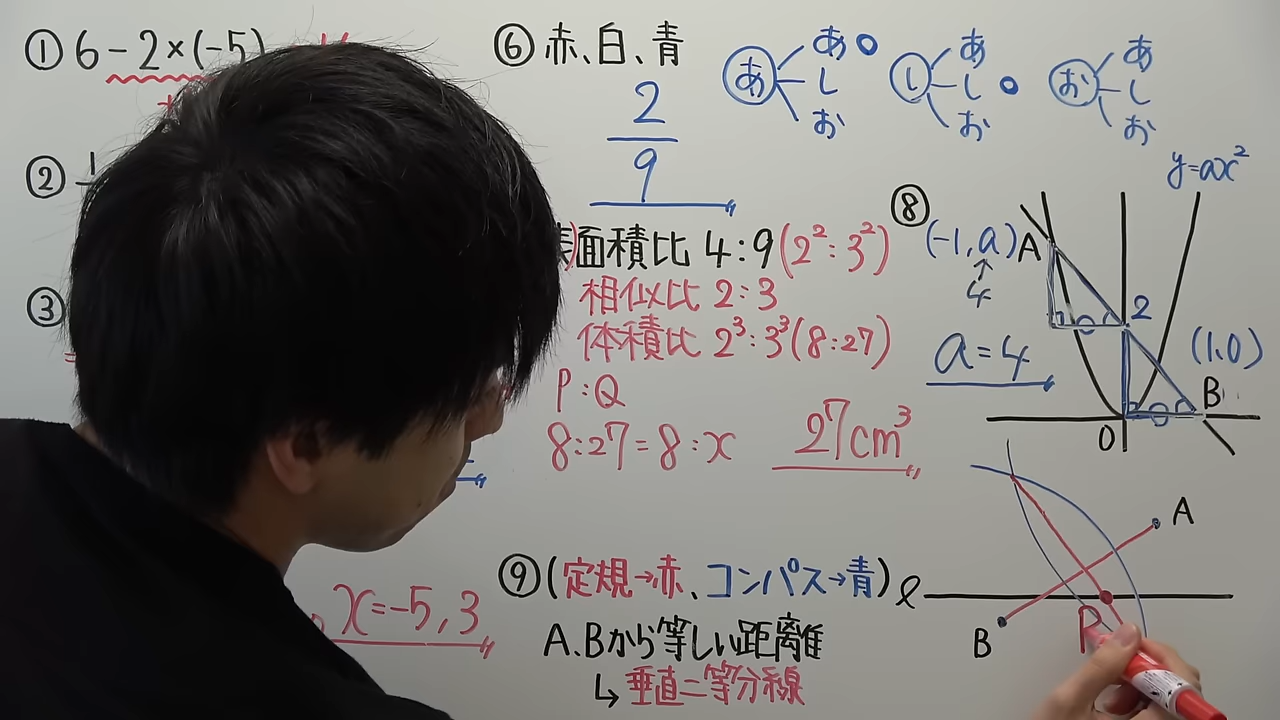 ① 6-2×(-5)
②
③
x=-5,3
⑥ 赤、白、青
2/9
あ あ し お
し あ し お
お あ し お
表)面積比 4:9(2²:3²)
相似比 2:3
体積比 2³:3³(8:27)
P:Q
8:27=8:x 27cm³
⑧ y=ax²
(-1,a) A
4
a=4
2
(1,0)
B
O
⑨(定規→赤、コンパス→青)
A.Bから等しい距離
↳垂直二等分線
A
ℓ
B
P